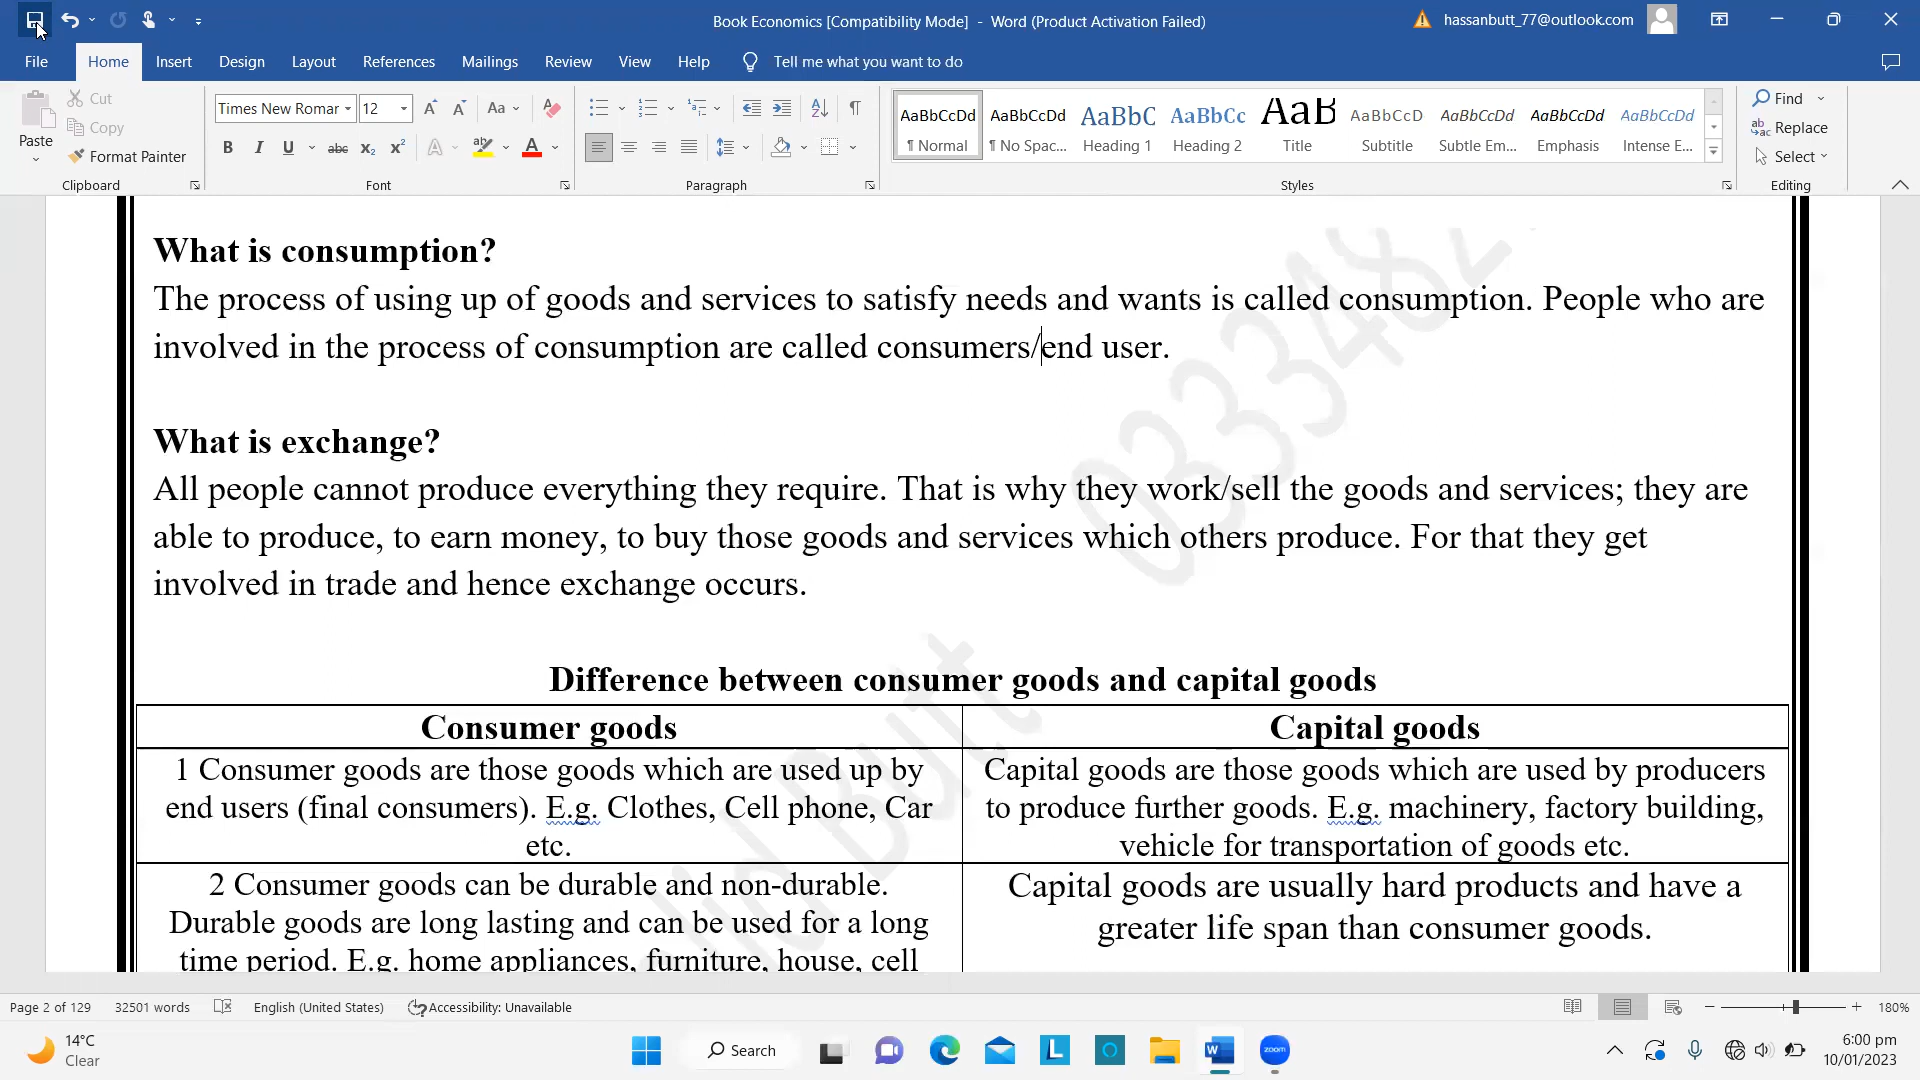 Book Economics [Compatibility Mode] - Word (Product Activation Failed)
hassanbutt_77@outlook.com
File Home Insert Design Layout References Mailings Review View Help Tell me what you want to do
Paste
Cut
Copy
Format Painter
Clipboard
Times New Romar 12
Font
Paragraph
AaBbCcDd AaBbCcDd AaBbC AaBbCc AaB AaBbCcD AaBbCcDd AaBbCcDd AaBbCcDd
¶ Normal ¶ No Spac... Heading 1 Heading 2 Title Subtitle Subtle Em... Emphasis Intense E...
Styles
Find
Replace
Select
Editing
What is consumption?
The process of using up of goods and services to satisfy needs and wants is called consumption. People who are
involved in the process of consumption are called consumers/end user.
What is exchange?
All people cannot produce everything they require. That is why they work/sell the goods and services; they are
able to produce, to earn money, to buy those goods and services which others produce. For that they get
involved in trade and hence exchange occurs.
Difference between consumer goods and capital goods
Consumer goods
Capital goods
1 Consumer goods are those goods which are used up by
end users (final consumers). E.g. Clothes, Cell phone, Car
etc.
Capital goods are those goods which are used by producers
to produce further goods. E.g. machinery, factory building,
vehicle for transportation of goods etc.
2 Consumer goods can be durable and non-durable.
Durable goods are long lasting and can be used for a long
time period. E.g. home appliances, furniture, house, cell
Capital goods are usually hard products and have a
greater life span than consumer goods.
Page 2 of 129 32501 words English (United States) Accessibility: Unavailable
180%
14°C
Clear
Search
zoom
6:00 pm
10/01/2023